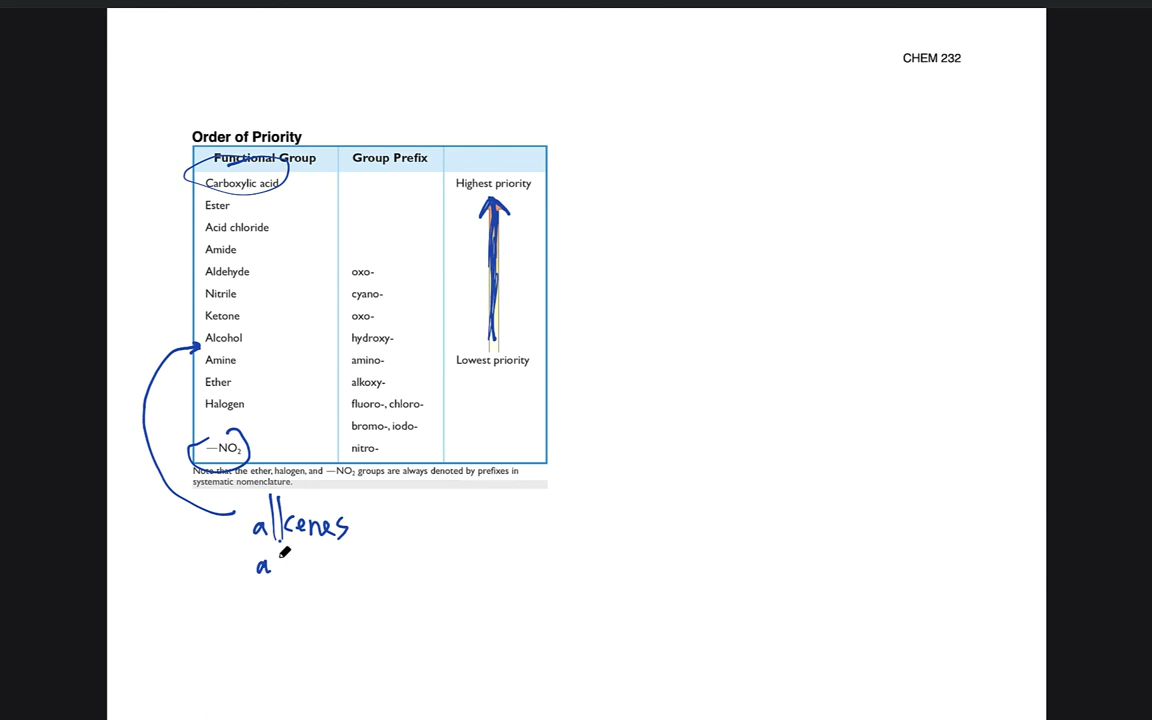 CHEM 232
Order of Priority
Functional Group Group Prefix
Carboxylic acid Highest priority
Ester
Acid chloride
Amide
Aldehyde oxo-
Nitrile cyano-
Ketone oxo-
Alcohol hydroxy-
Amine amino- Lowest priority
Ether alkoxy-
Halogen fluoro-, chloro-
bromo-, iodo-
—NO₂ nitro-
Note that the ether, halogen, and —NO₂ groups are always denoted by prefixes in
systematic nomenclature.
alkenes
a